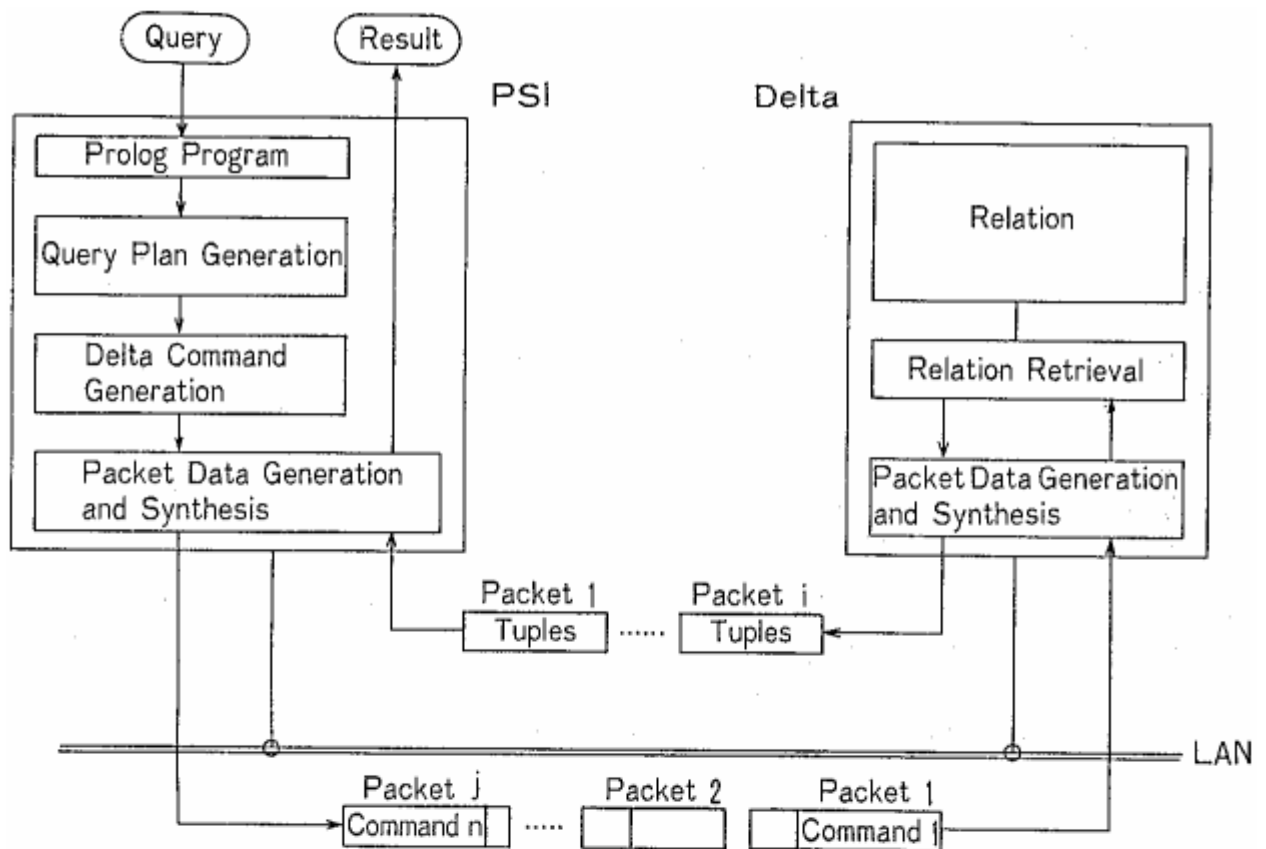 Query
Result
PSI
Delta
Prolog Program
Query Plan Generation
Delta Command
Generation
Packet Data Generation
and Synthesis
Relation
Relation Retrieval
Packet Data Generation
and Synthesis
Packet 1
Packet i
Tuples
......
Tuples
LAN
Packet j
Packet 2
Packet 1
Command n
.....
Command 1